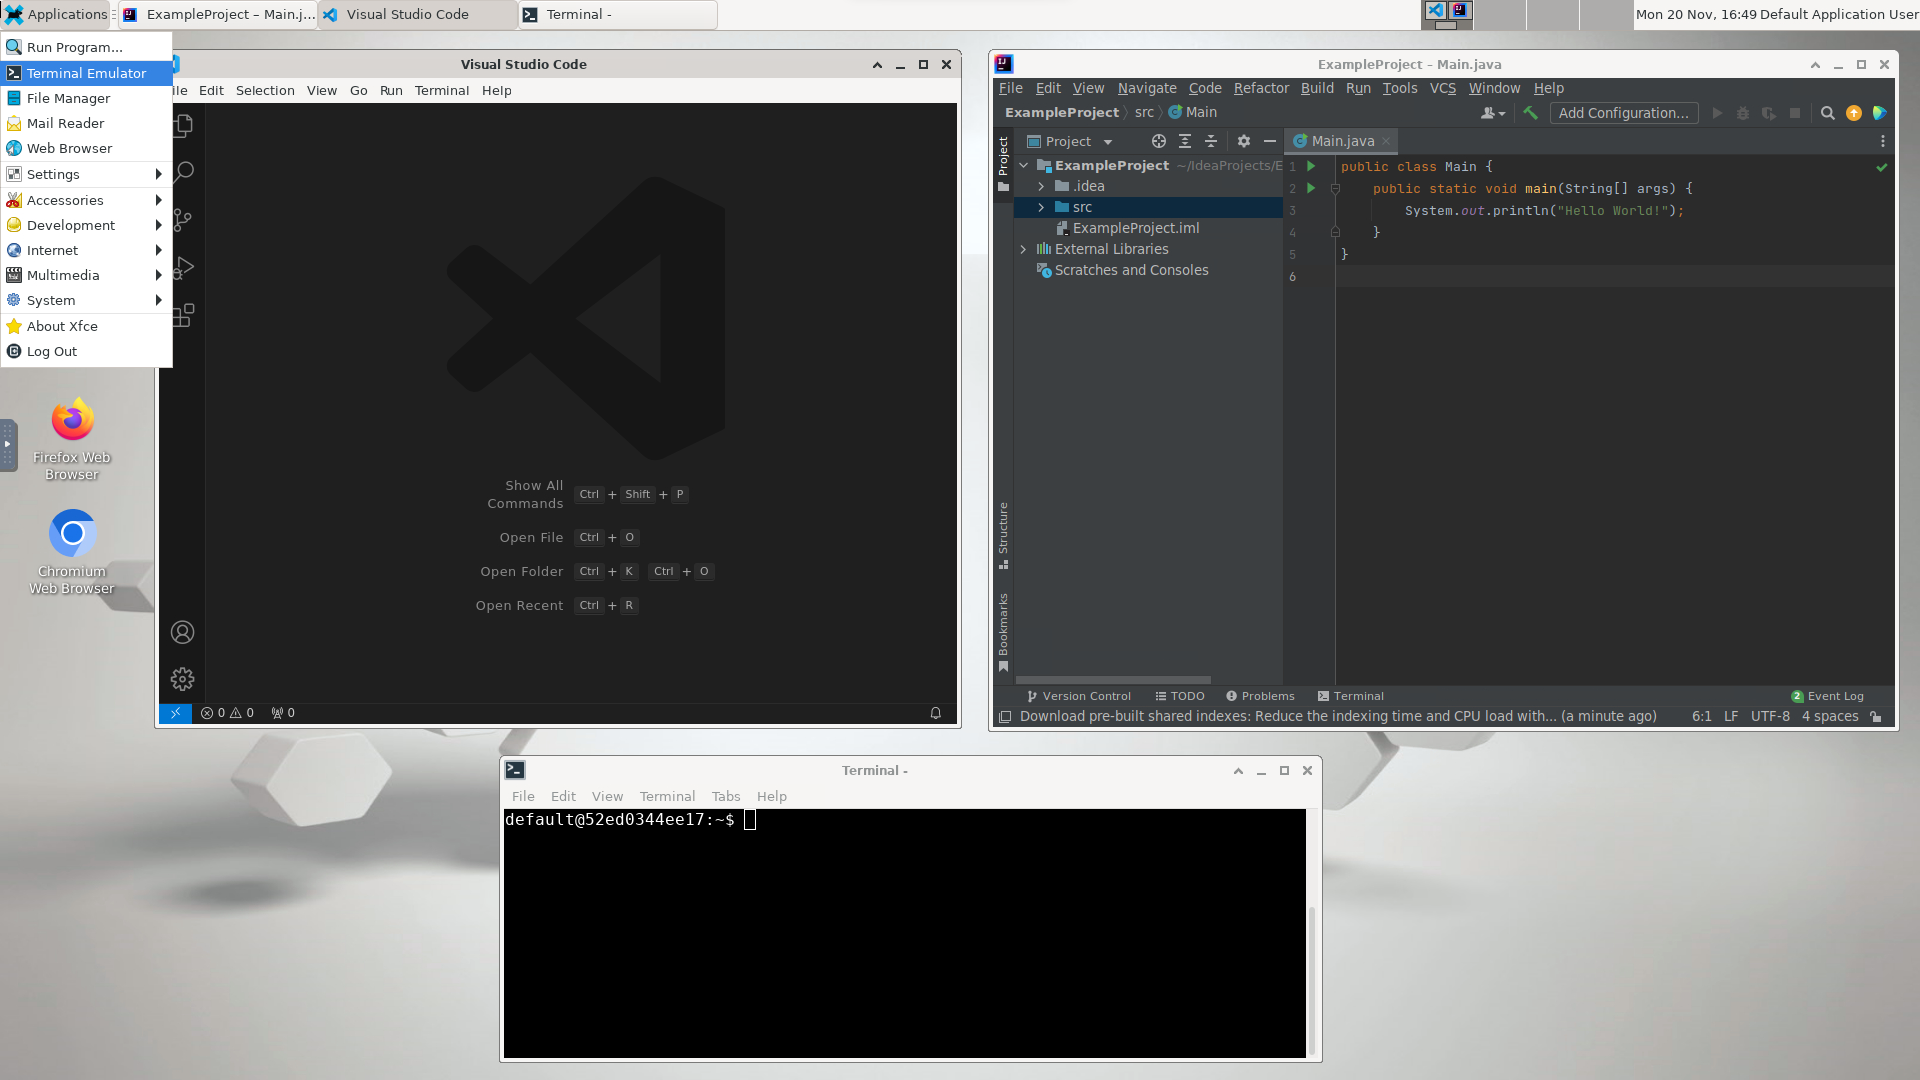 Applications
ExampleProject – Main.j...
Visual Studio Code
Terminal -
Mon 20 Nov, 16:49 Default Application User
Run Program...
Terminal Emulator
File Manager
Mail Reader
Web Browser
Settings
Accessories
Development
Internet
Multimedia
System
About Xfce
Log Out
Firefox Web
Browser
Chromium
Web Browser
Visual Studio Code
Edit Selection View Go Run Terminal Help
Show All
Commands
Ctrl + Shift + P
Open File Ctrl + O
Open Folder Ctrl + K Ctrl + O
Open Recent Ctrl + R
0 0 0
ExampleProject – Main.java
File Edit View Navigate Code Refactor Build Run Tools VCS Window Help
ExampleProject src Main
Add Configuration...
Project
Project
Main.java
ExampleProject ~/IdeaProjects/E
.idea
src
ExampleProject.iml
External Libraries
Scratches and Consoles
1 public class Main {
2 public static void main(String[] args) {
3 System.out.println("Hello World!");
4 }
5 }
6
Structure
Bookmarks
Version Control TODO Problems Terminal
2 Event Log
Download pre-built shared indexes: Reduce the indexing time and CPU load with... (a minute ago)
6:1 LF UTF-8 4 spaces
Terminal -
File Edit View Terminal Tabs Help
default@52ed0344ee17:~$